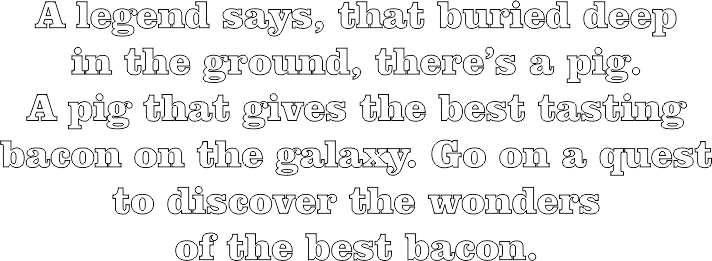 A legend says, that buried deep
in the ground, there's a pig.
A pig that gives the best tasting
bacon on the galaxy. Go on a quest
to discover the wonders
of the best bacon.